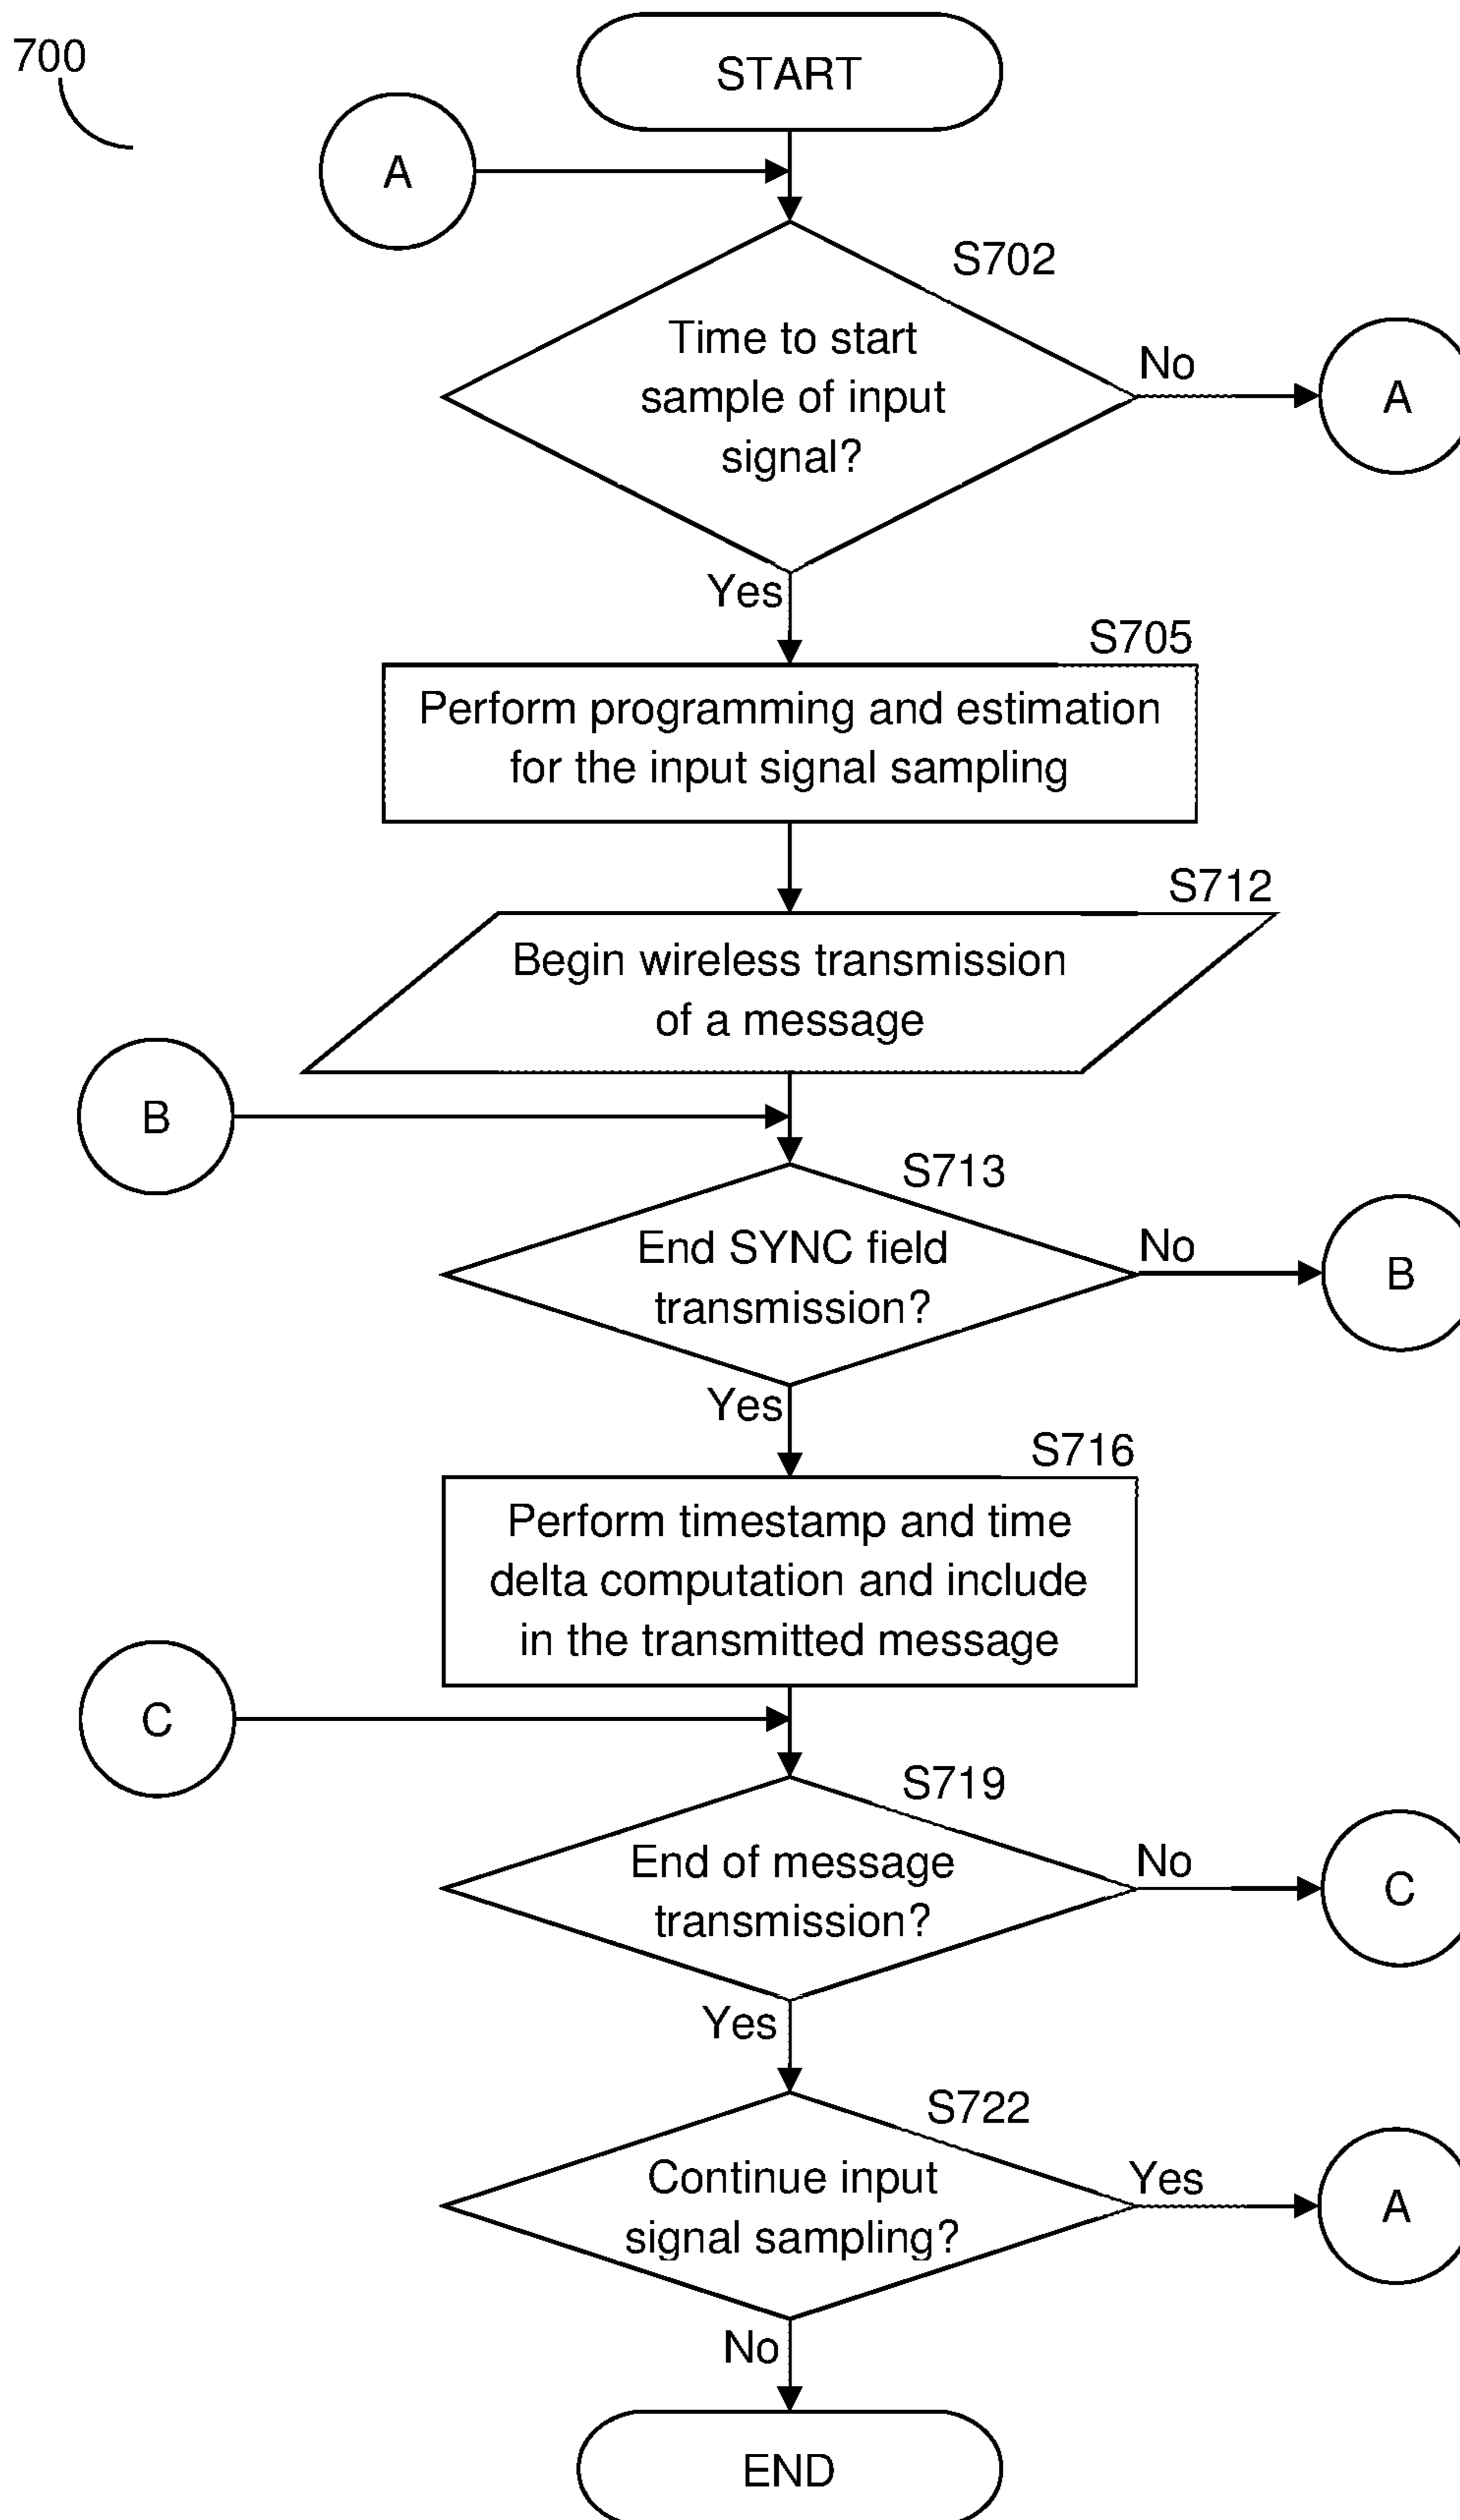 700
START
A
S702
Time to start
sample of input
signal?
No
A
Yes
S705
Perform programming and estimation
for the input signal sampling
S712
Begin wireless transmission
of a message
B
S713
End SYNC field
transmission?
No
B
Yes
S716
Perform timestamp and time
delta computation and include
in the transmitted message
C
S719
End of message
transmission?
No
C
Yes
S722
Continue input
signal sampling?
Yes
A
No
END